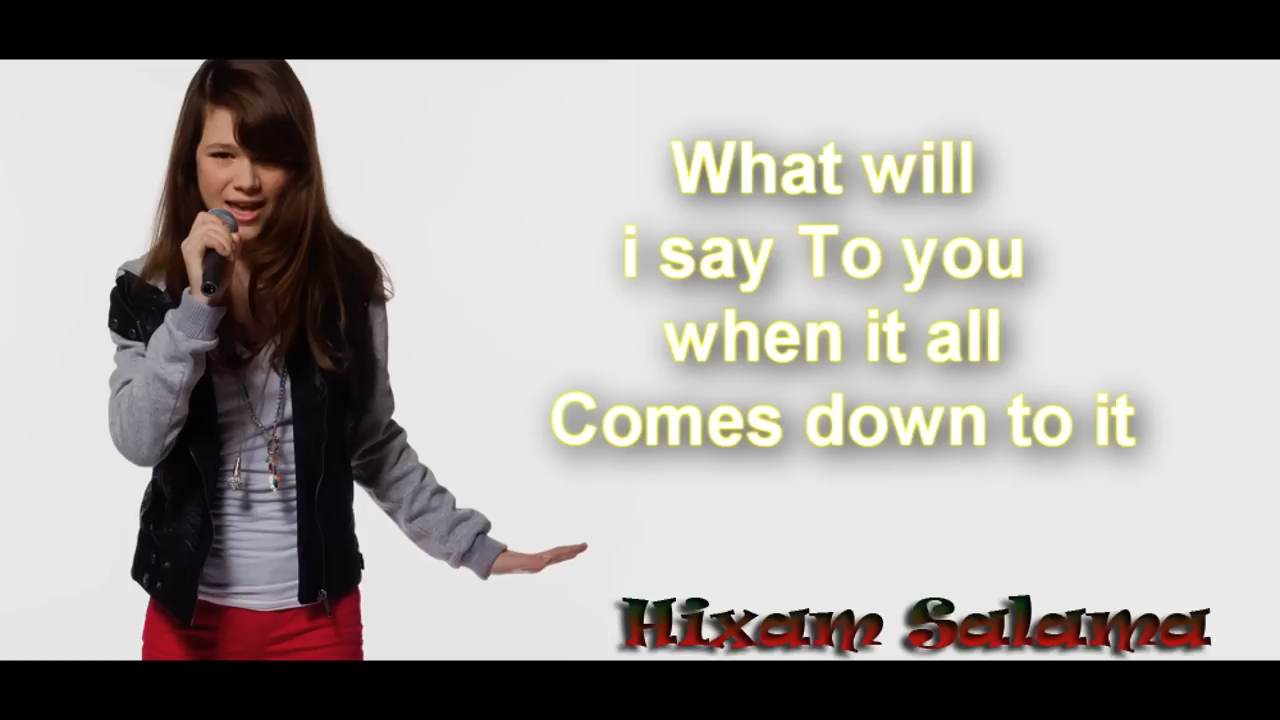 What will
i say To you
when it all
Comes down to it
Hixam Salama